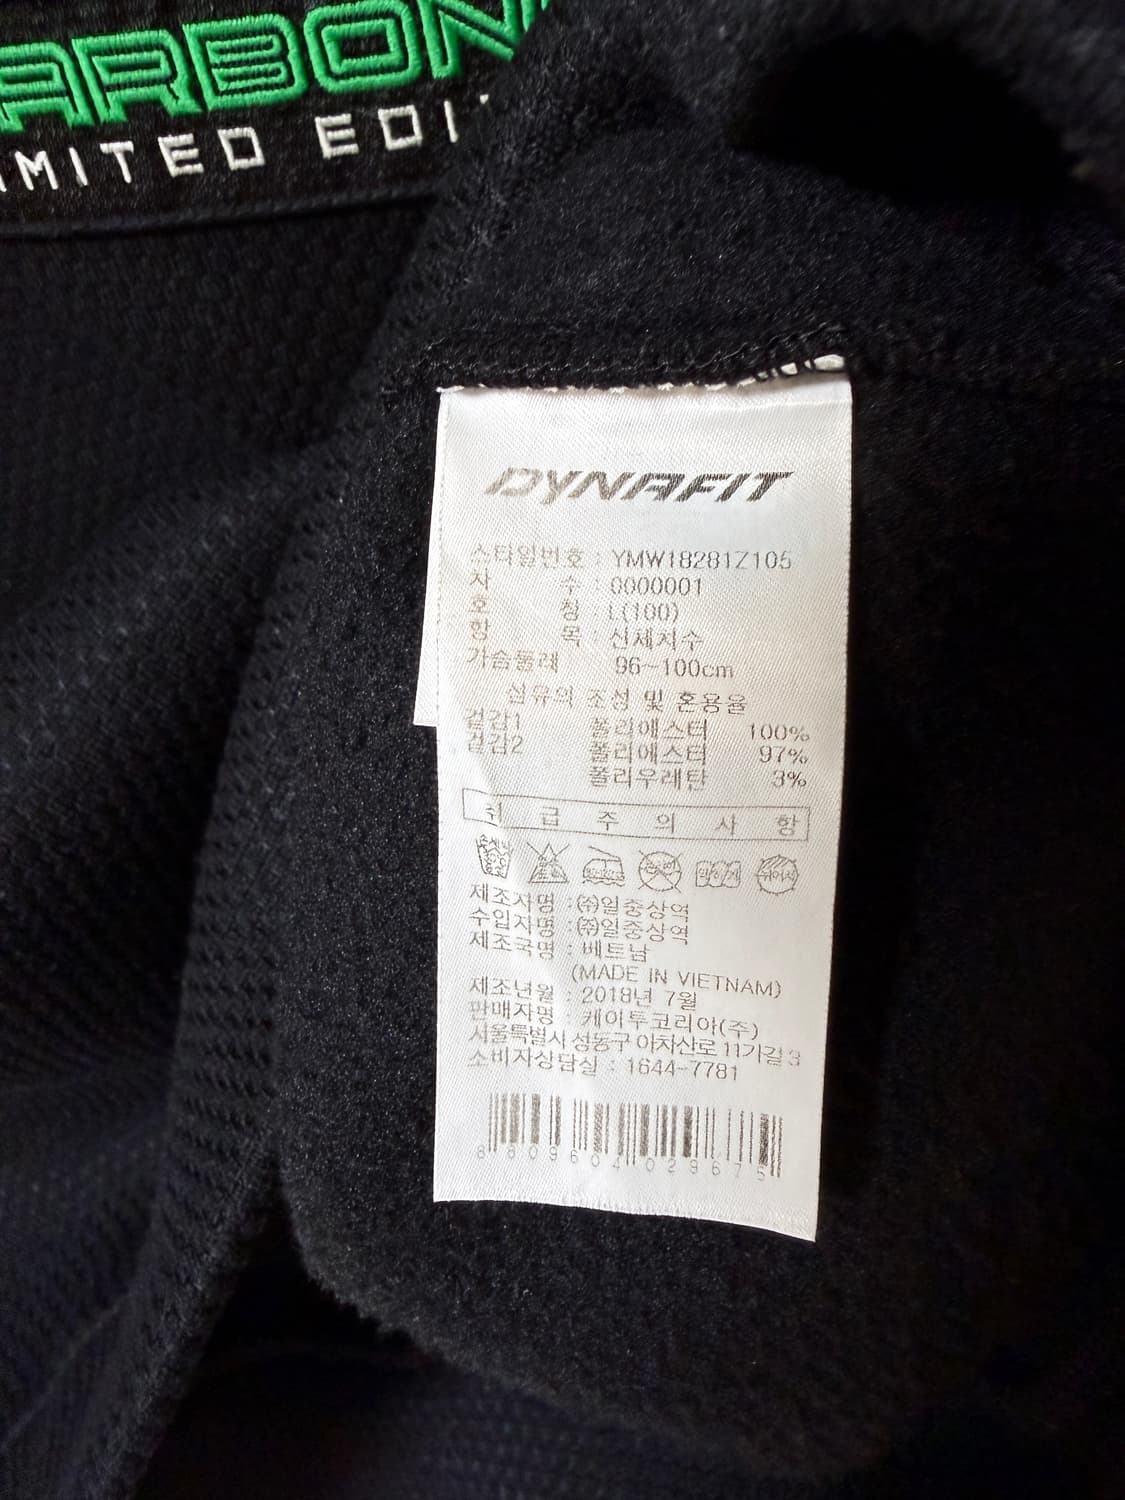 ARBON
MITED EDI
DYNAFIT
스타일번호 : YMW18281Z105
차 수 : 0000001
호 칭 : L(100)
항 목 : 신체치수
가슴둘레 96~100cm
섬유의 조성 및 혼용율
겉감1 폴리에스터 100%
겉감2 폴리에스터 97%
폴리우레탄 3%
취 급 주 의 사 항
제조자명 : ㈜일중상역
수입자명 : ㈜일중상역
제조국명 : 베트남
(MADE IN VIETNAM)
제조년월 : 2018년 7월
판매자명 : 케이투코리아(주)
서울특별시 성동구 아차산로 11가길 3
소비자상담실 : 1644-7781
8 809604 029675